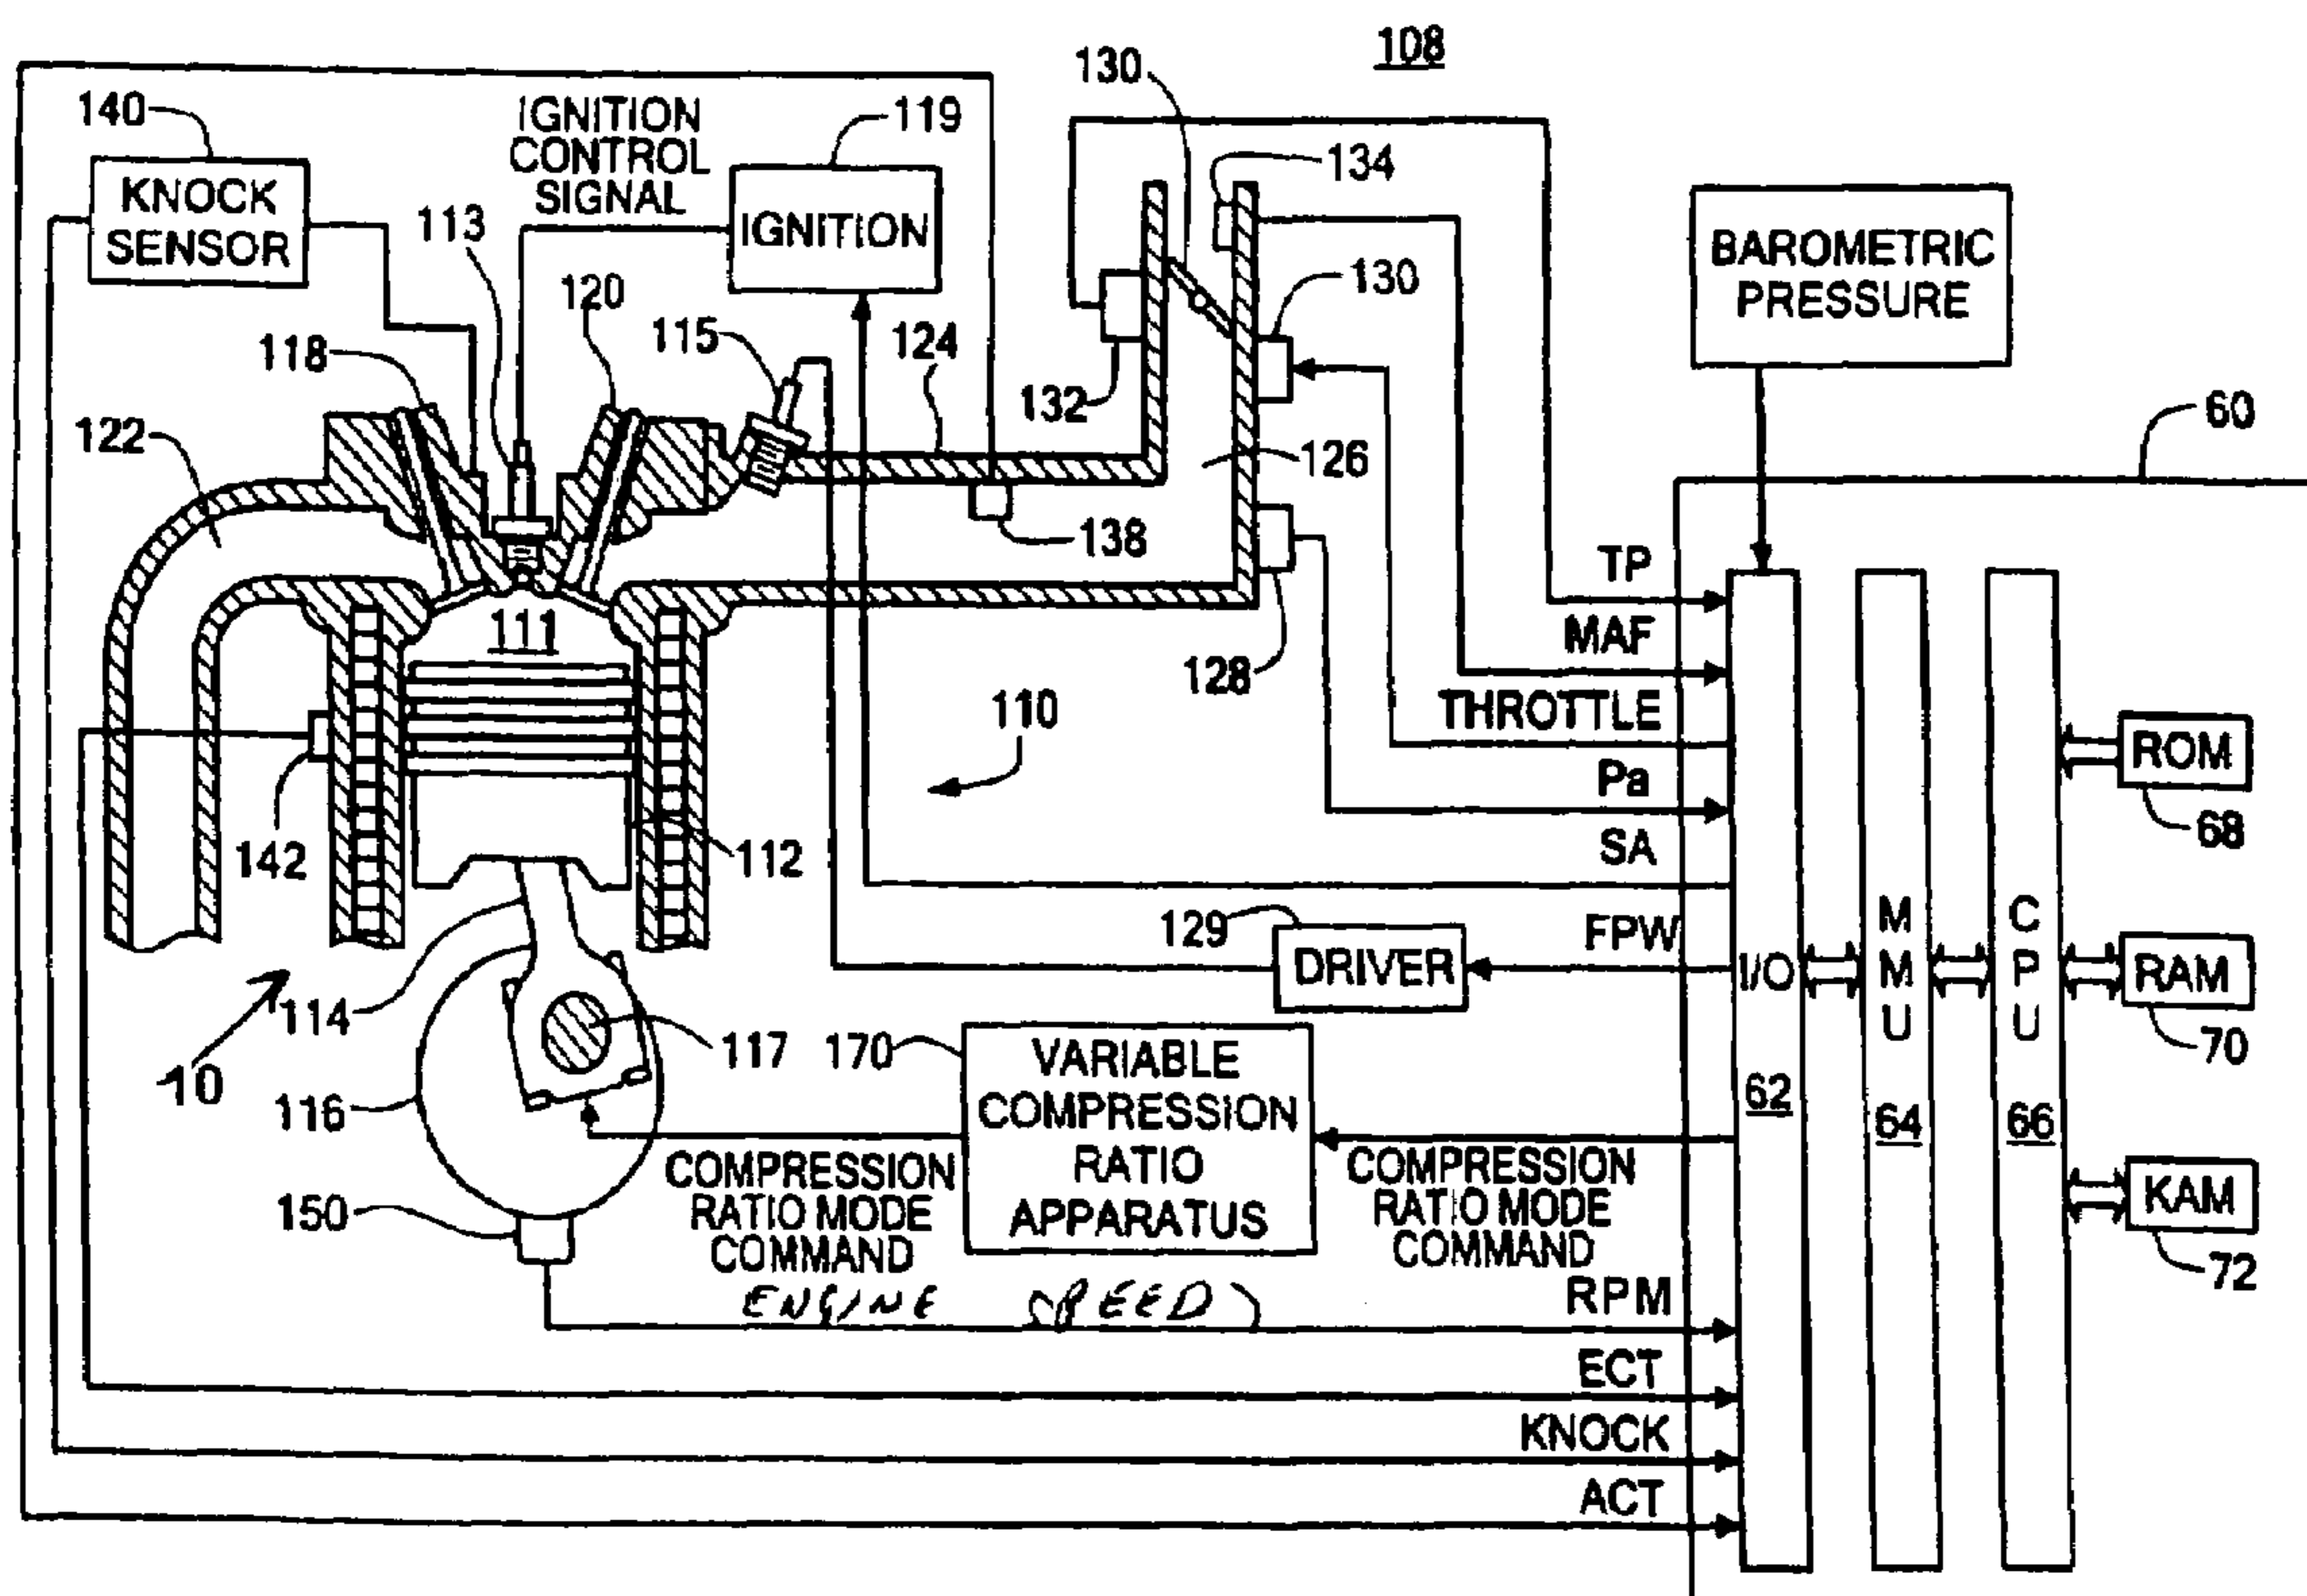 108
130
140
IGNITION
CONTROL
SIGNAL
119
134
KNOCK
SENSOR
113
IGNITION
120
BAROMETRIC
PRESSURE
130
118
115
124
132
60
122
126
138
TP
111
MAF
128
THROTTLE
110
ROM
Pa
68
142
112
SA
129
FPW
DRIVER
I/O
MMU
CPU
RAM
10
114
117
170
VARIABLE
COMPRESSION
RATIO
APPARATUS
70
116
62
64
66
COMPRESSION
RATIO MODE
COMMAND
COMPRESSION
RATIO MODE
COMMAND
KAM
150
72
ENGINE SPEED
RPM
ECT
KNOCK
ACT